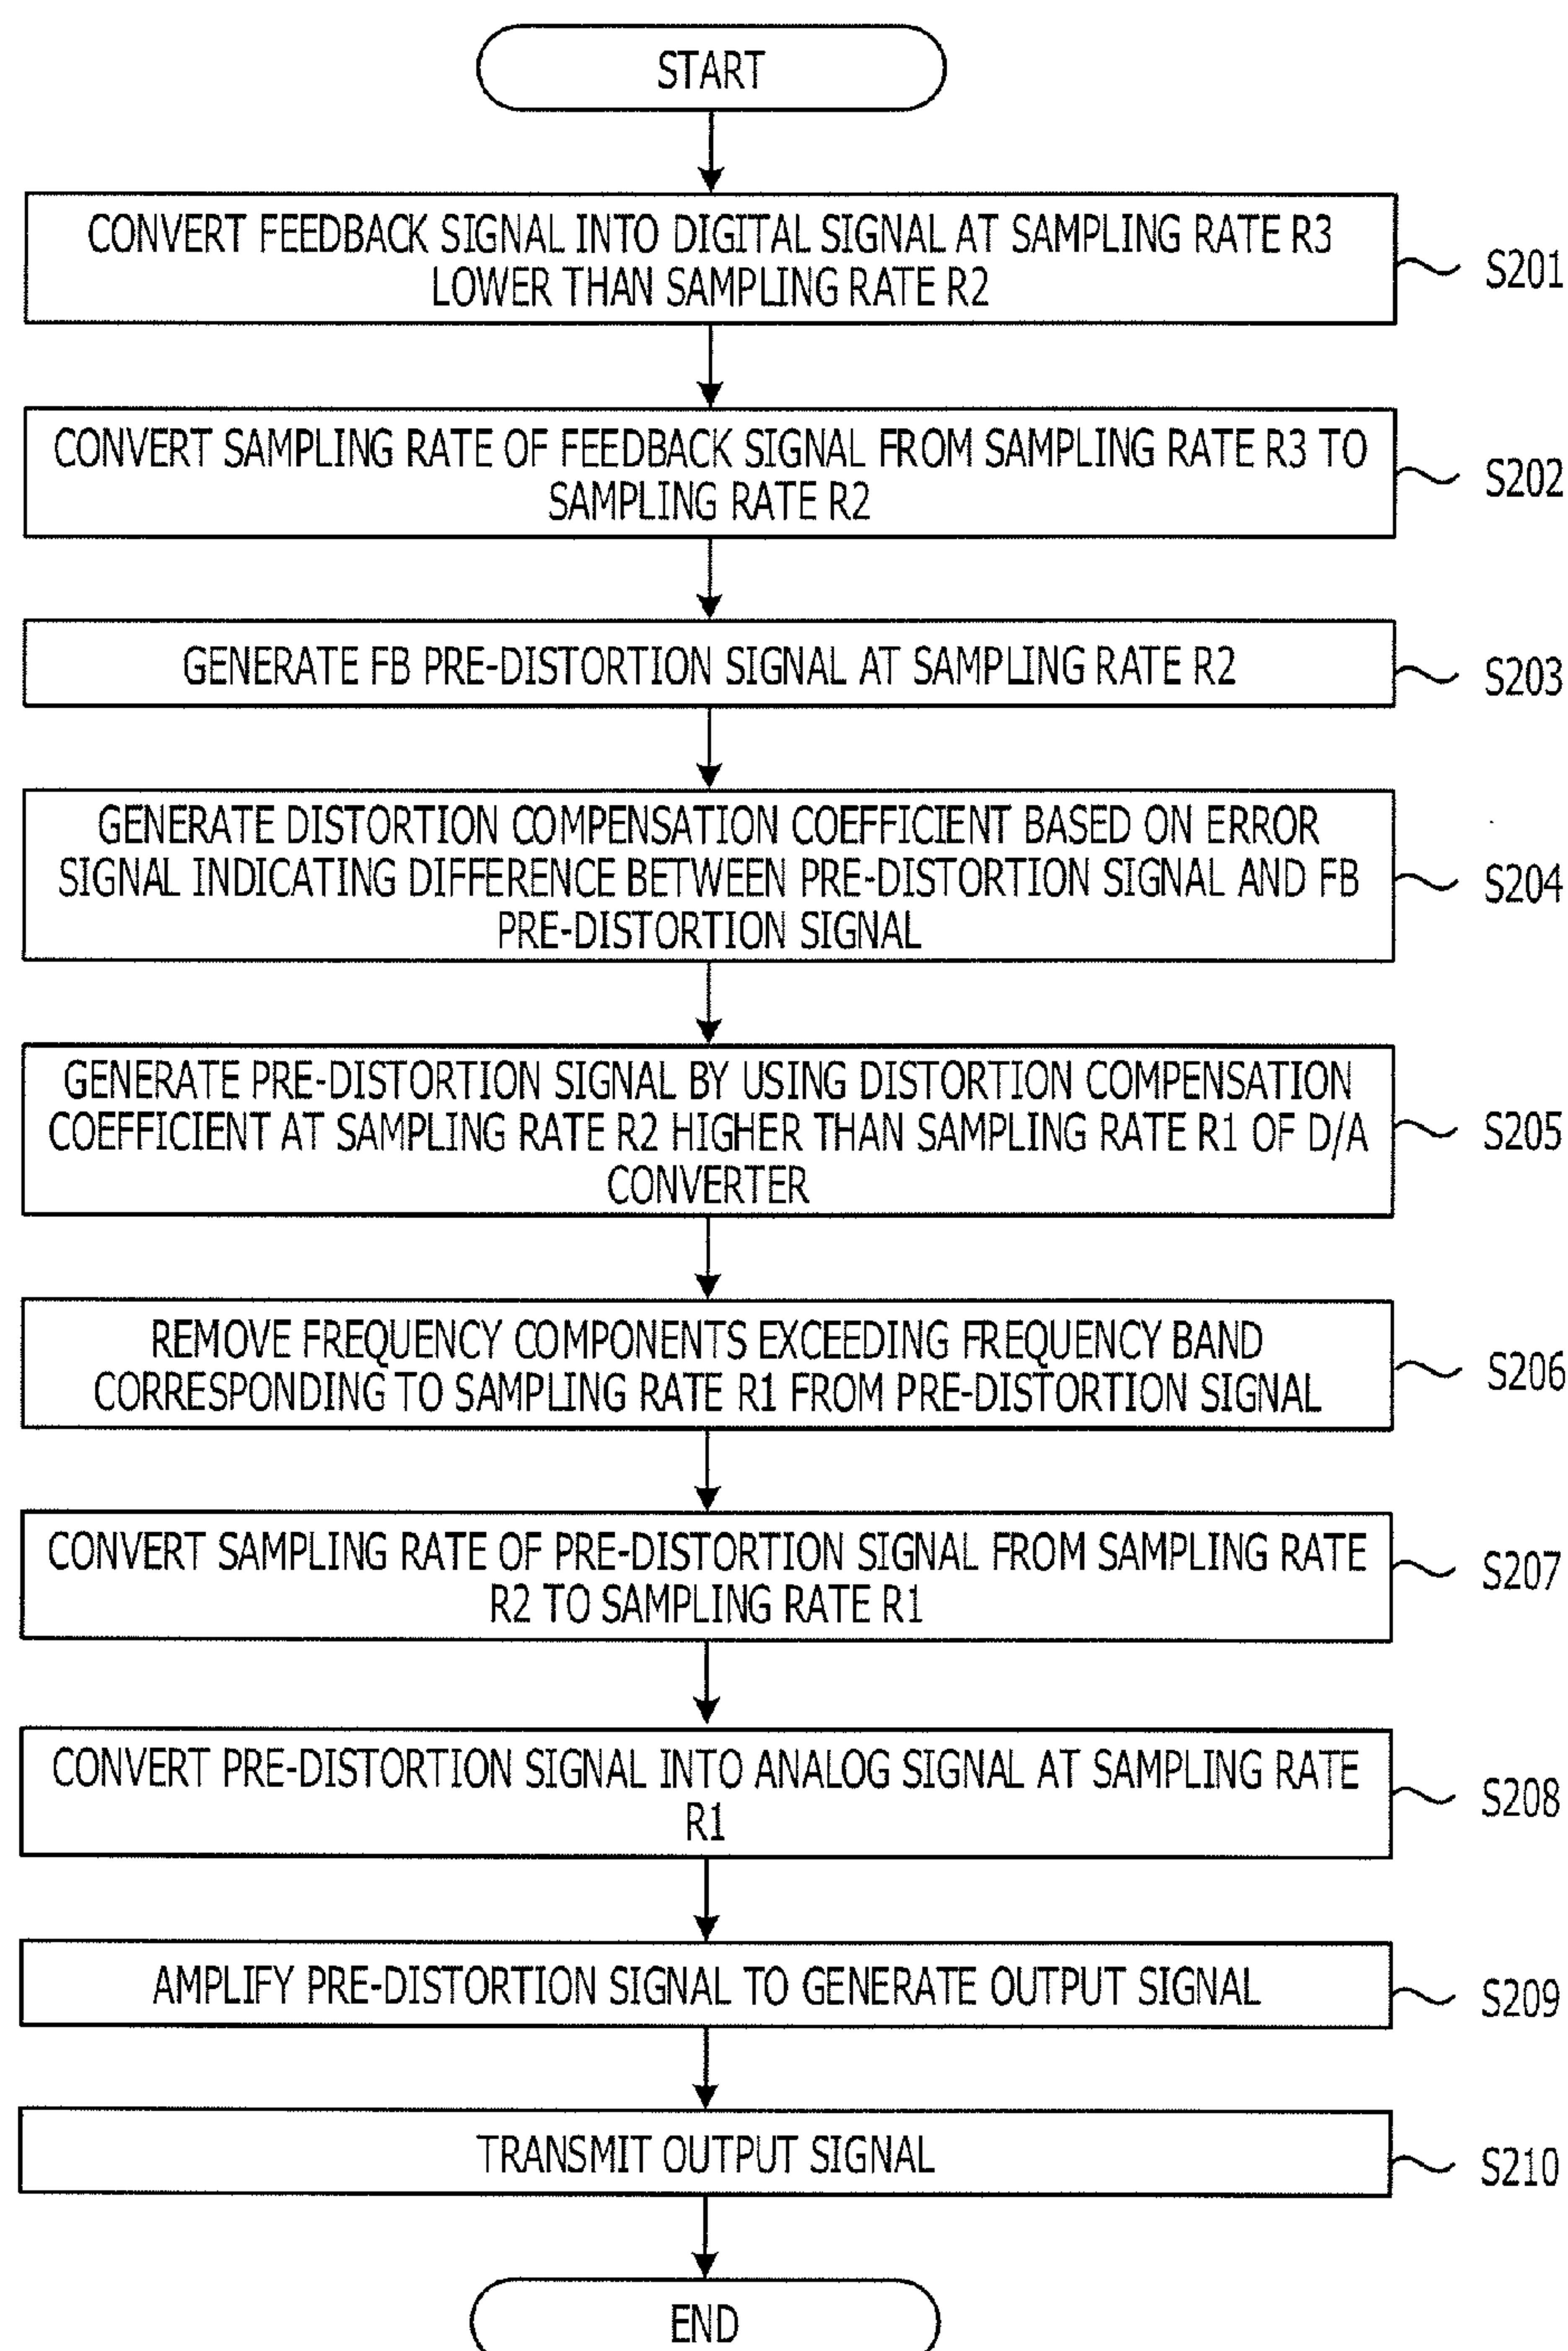 START
CONVERT FEEDBACK SIGNAL INTO DIGITAL SIGNAL AT SAMPLING RATE R3
LOWER THAN SAMPLING RATE R2
S201
CONVERT SAMPLING RATE OF FEEDBACK SIGNAL FROM SAMPLING RATE R3 TO
SAMPLING RATE R2
S202
GENERATE FB PRE-DISTORTION SIGNAL AT SAMPLING RATE R2
S203
GENERATE DISTORTION COMPENSATION COEFFICIENT BASED ON ERROR
SIGNAL INDICATING DIFFERENCE BETWEEN PRE-DISTORTION SIGNAL AND FB
PRE-DISTORTION SIGNAL
S204
GENERATE PRE-DISTORTION SIGNAL BY USING DISTORTION COMPENSATION
COEFFICIENT AT SAMPLING RATE R2 HIGHER THAN SAMPLING RATE R1 OF D/A
CONVERTER
S205
REMOVE FREQUENCY COMPONENTS EXCEEDING FREQUENCY BAND
CORRESPONDING TO SAMPLING RATE R1 FROM PRE-DISTORTION SIGNAL
S206
CONVERT SAMPLING RATE OF PRE-DISTORTION SIGNAL FROM SAMPLING RATE
R2 TO SAMPLING RATE R1
S207
CONVERT PRE-DISTORTION SIGNAL INTO ANALOG SIGNAL AT SAMPLING RATE
R1
S208
AMPLIFY PRE-DISTORTION SIGNAL TO GENERATE OUTPUT SIGNAL
S209
TRANSMIT OUTPUT SIGNAL
S210
END